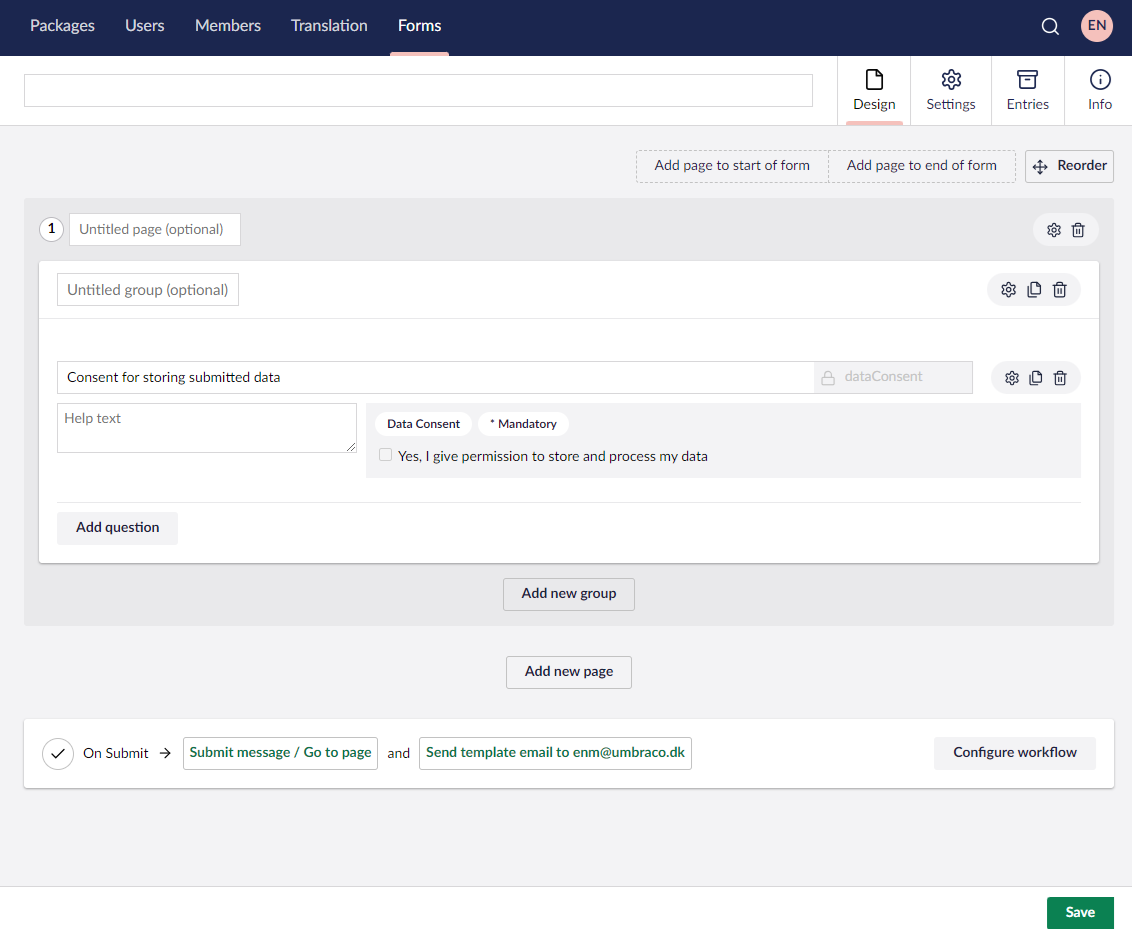 Packages Users Members Translation Forms EN
Design Settings Entries Info
Add page to start of form Add page to end of form Reorder
1 Untitled page (optional)
Untitled group (optional)
Consent for storing submitted data dataConsent
Help text
Data Consent * Mandatory
Yes, I give permission to store and process my data
Add question
Add new group
Add new page
On Submit → Submit message / Go to page and Send template email to enm@umbraco.dk Configure workflow
Save